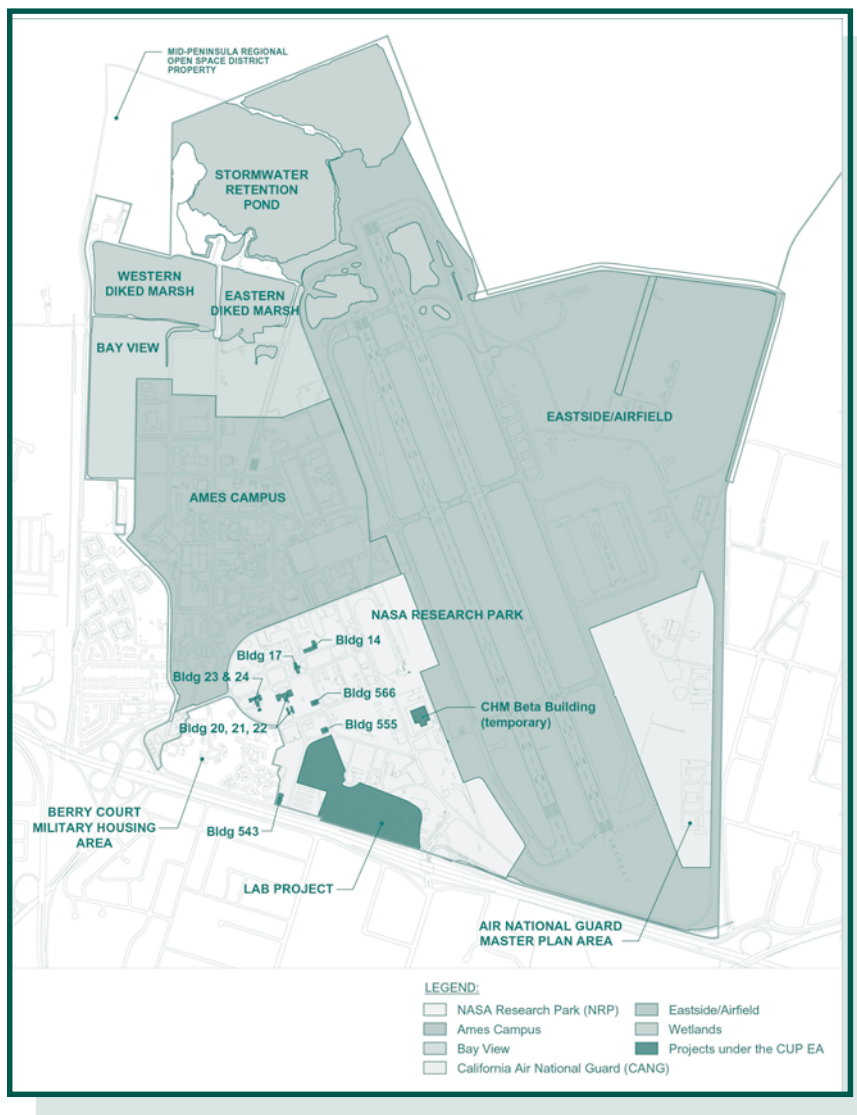 MID-PENINSULA REGIONAL
OPEN SPACE DISTRICT
PROPERTY
STORMWATER
RETENTION
POND
WESTERN
DIKED MARSH
EASTERN
DIKED MARSH
BAY VIEW
EASTSIDE/AIRFIELD
AMES CAMPUS
NASA RESEARCH PARK
Bldg 14
Bldg 17
Bldg 23 & 24
Bldg 566
CHM Beta Building
(temporary)
Bldg 20, 21, 22
Bldg 555
BERRY COURT
MILITARY HOUSING
AREA
Bldg 543
LAB PROJECT
AIR NATIONAL GUARD
MASTER PLAN AREA
LEGEND:
NASA Research Park (NRP)
Ames Campus
Bay View
California Air National Guard (CANG)
Eastside/Airfield
Wetlands
Projects under the CUP EA